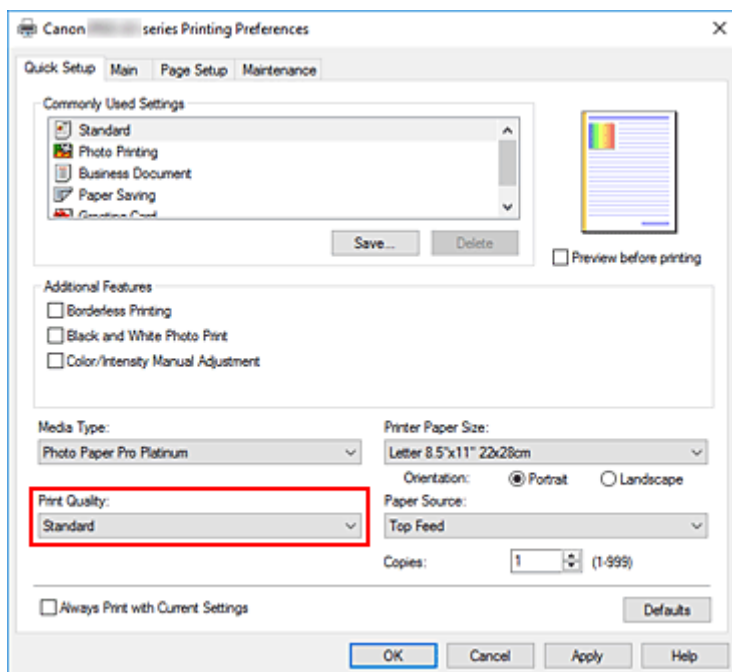 Canon series Printing Preferences
Quick Setup Main Page Setup Maintenance
Commonly Used Settings
Standard
Photo Printing
Business Document
Paper Saving
Greeting Card
Save... Delete
Preview before printing
Additional Features
Borderless Printing
Black and White Photo Print
Color/Intensity Manual Adjustment
Media Type: Printer Paper Size:
Photo Paper Pro Platinum Letter 8.5"x11" 22x28cm
Orientation: Portrait Landscape
Print Quality: Paper Source:
Standard Top Feed
Copies: 1 (1-999)
Always Print with Current Settings Defaults
OK Cancel Apply Help